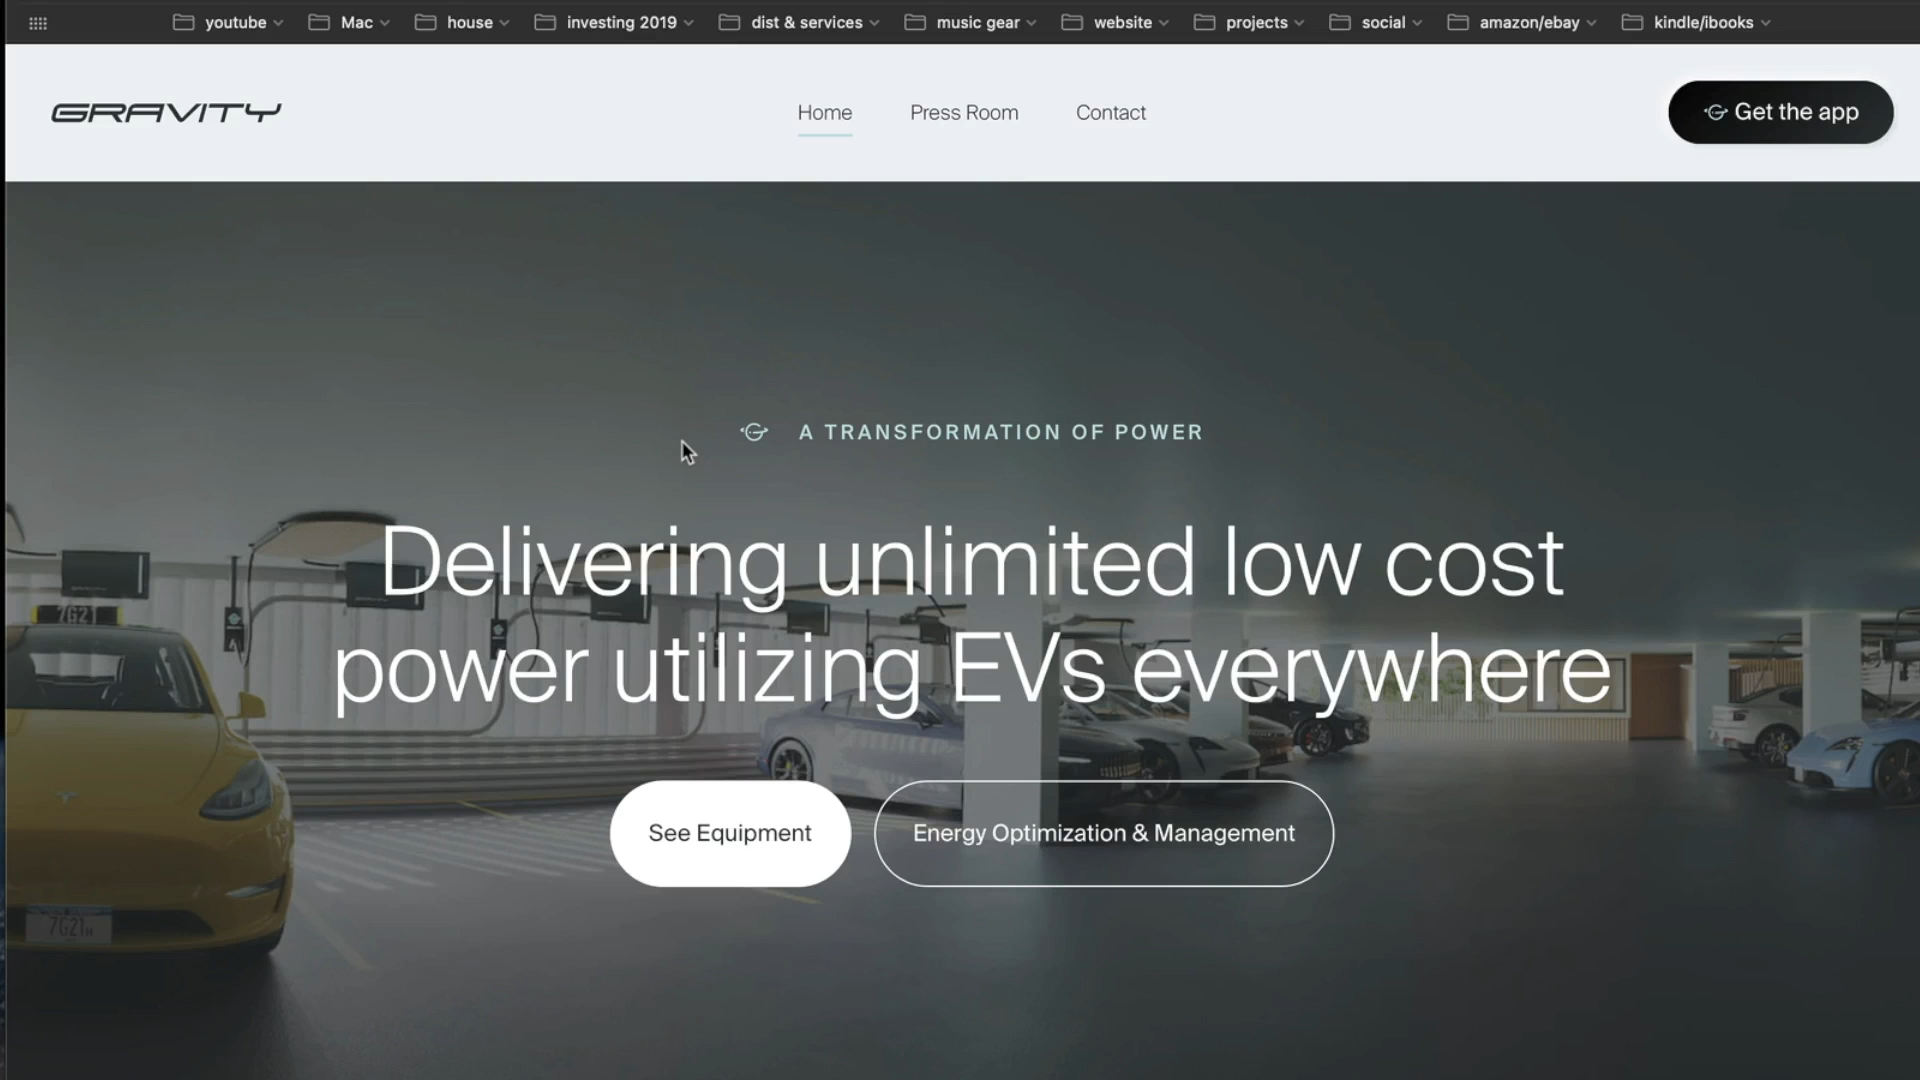 youtube Mac house investing 2019 dist & services music gear website projects social amazon/ebay kindle/ibooks
GRAVITY
Home Press Room Contact
Get the app
A TRANSFORMATION OF POWER
Delivering unlimited low cost
power utilizing EVs everywhere
See Equipment Energy Optimization & Management
7G21
7G21H